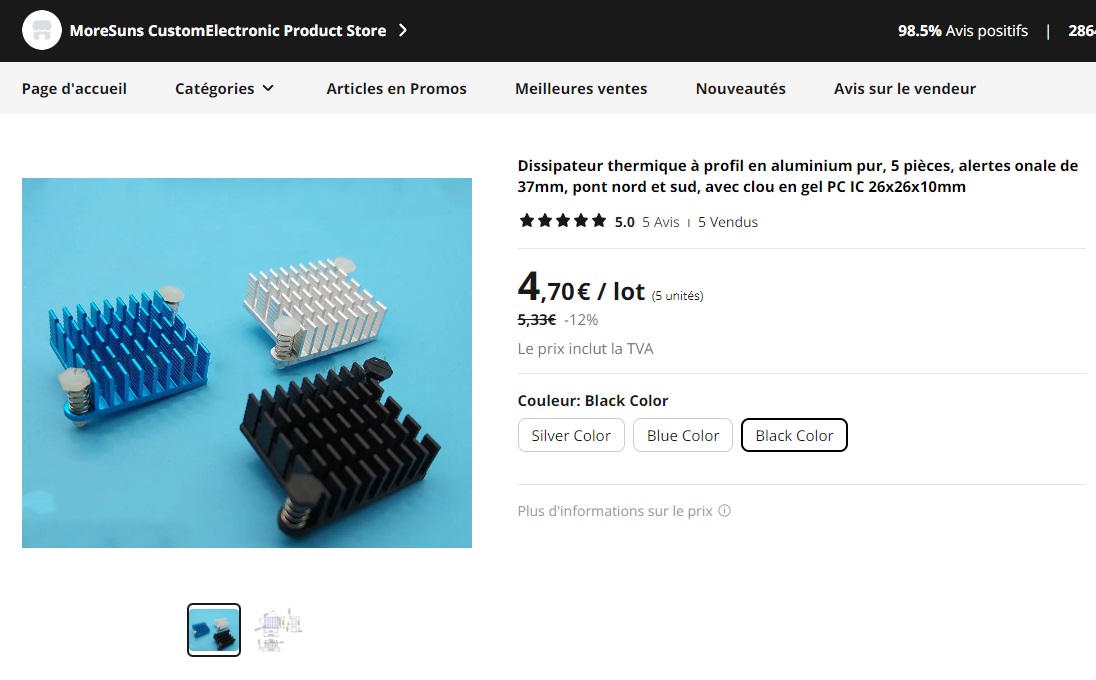 MoreSuns CustomElectronic Product Store
98.5% Avis positifs | 286
Page d'accueil Catégories Articles en Promos Meilleures ventes Nouveautés Avis sur le vendeur
Dissipateur thermique à profil en aluminium pur, 5 pièces, alertes onale de
37mm, pont nord et sud, avec clou en gel PC IC 26x26x10mm
5.0 5 Avis | 5 Vendus
4,70€ / lot (5 unités)
5,33€ -12%
Le prix inclut la TVA
Couleur: Black Color
Silver Color Blue Color Black Color
Plus d'informations sur le prix